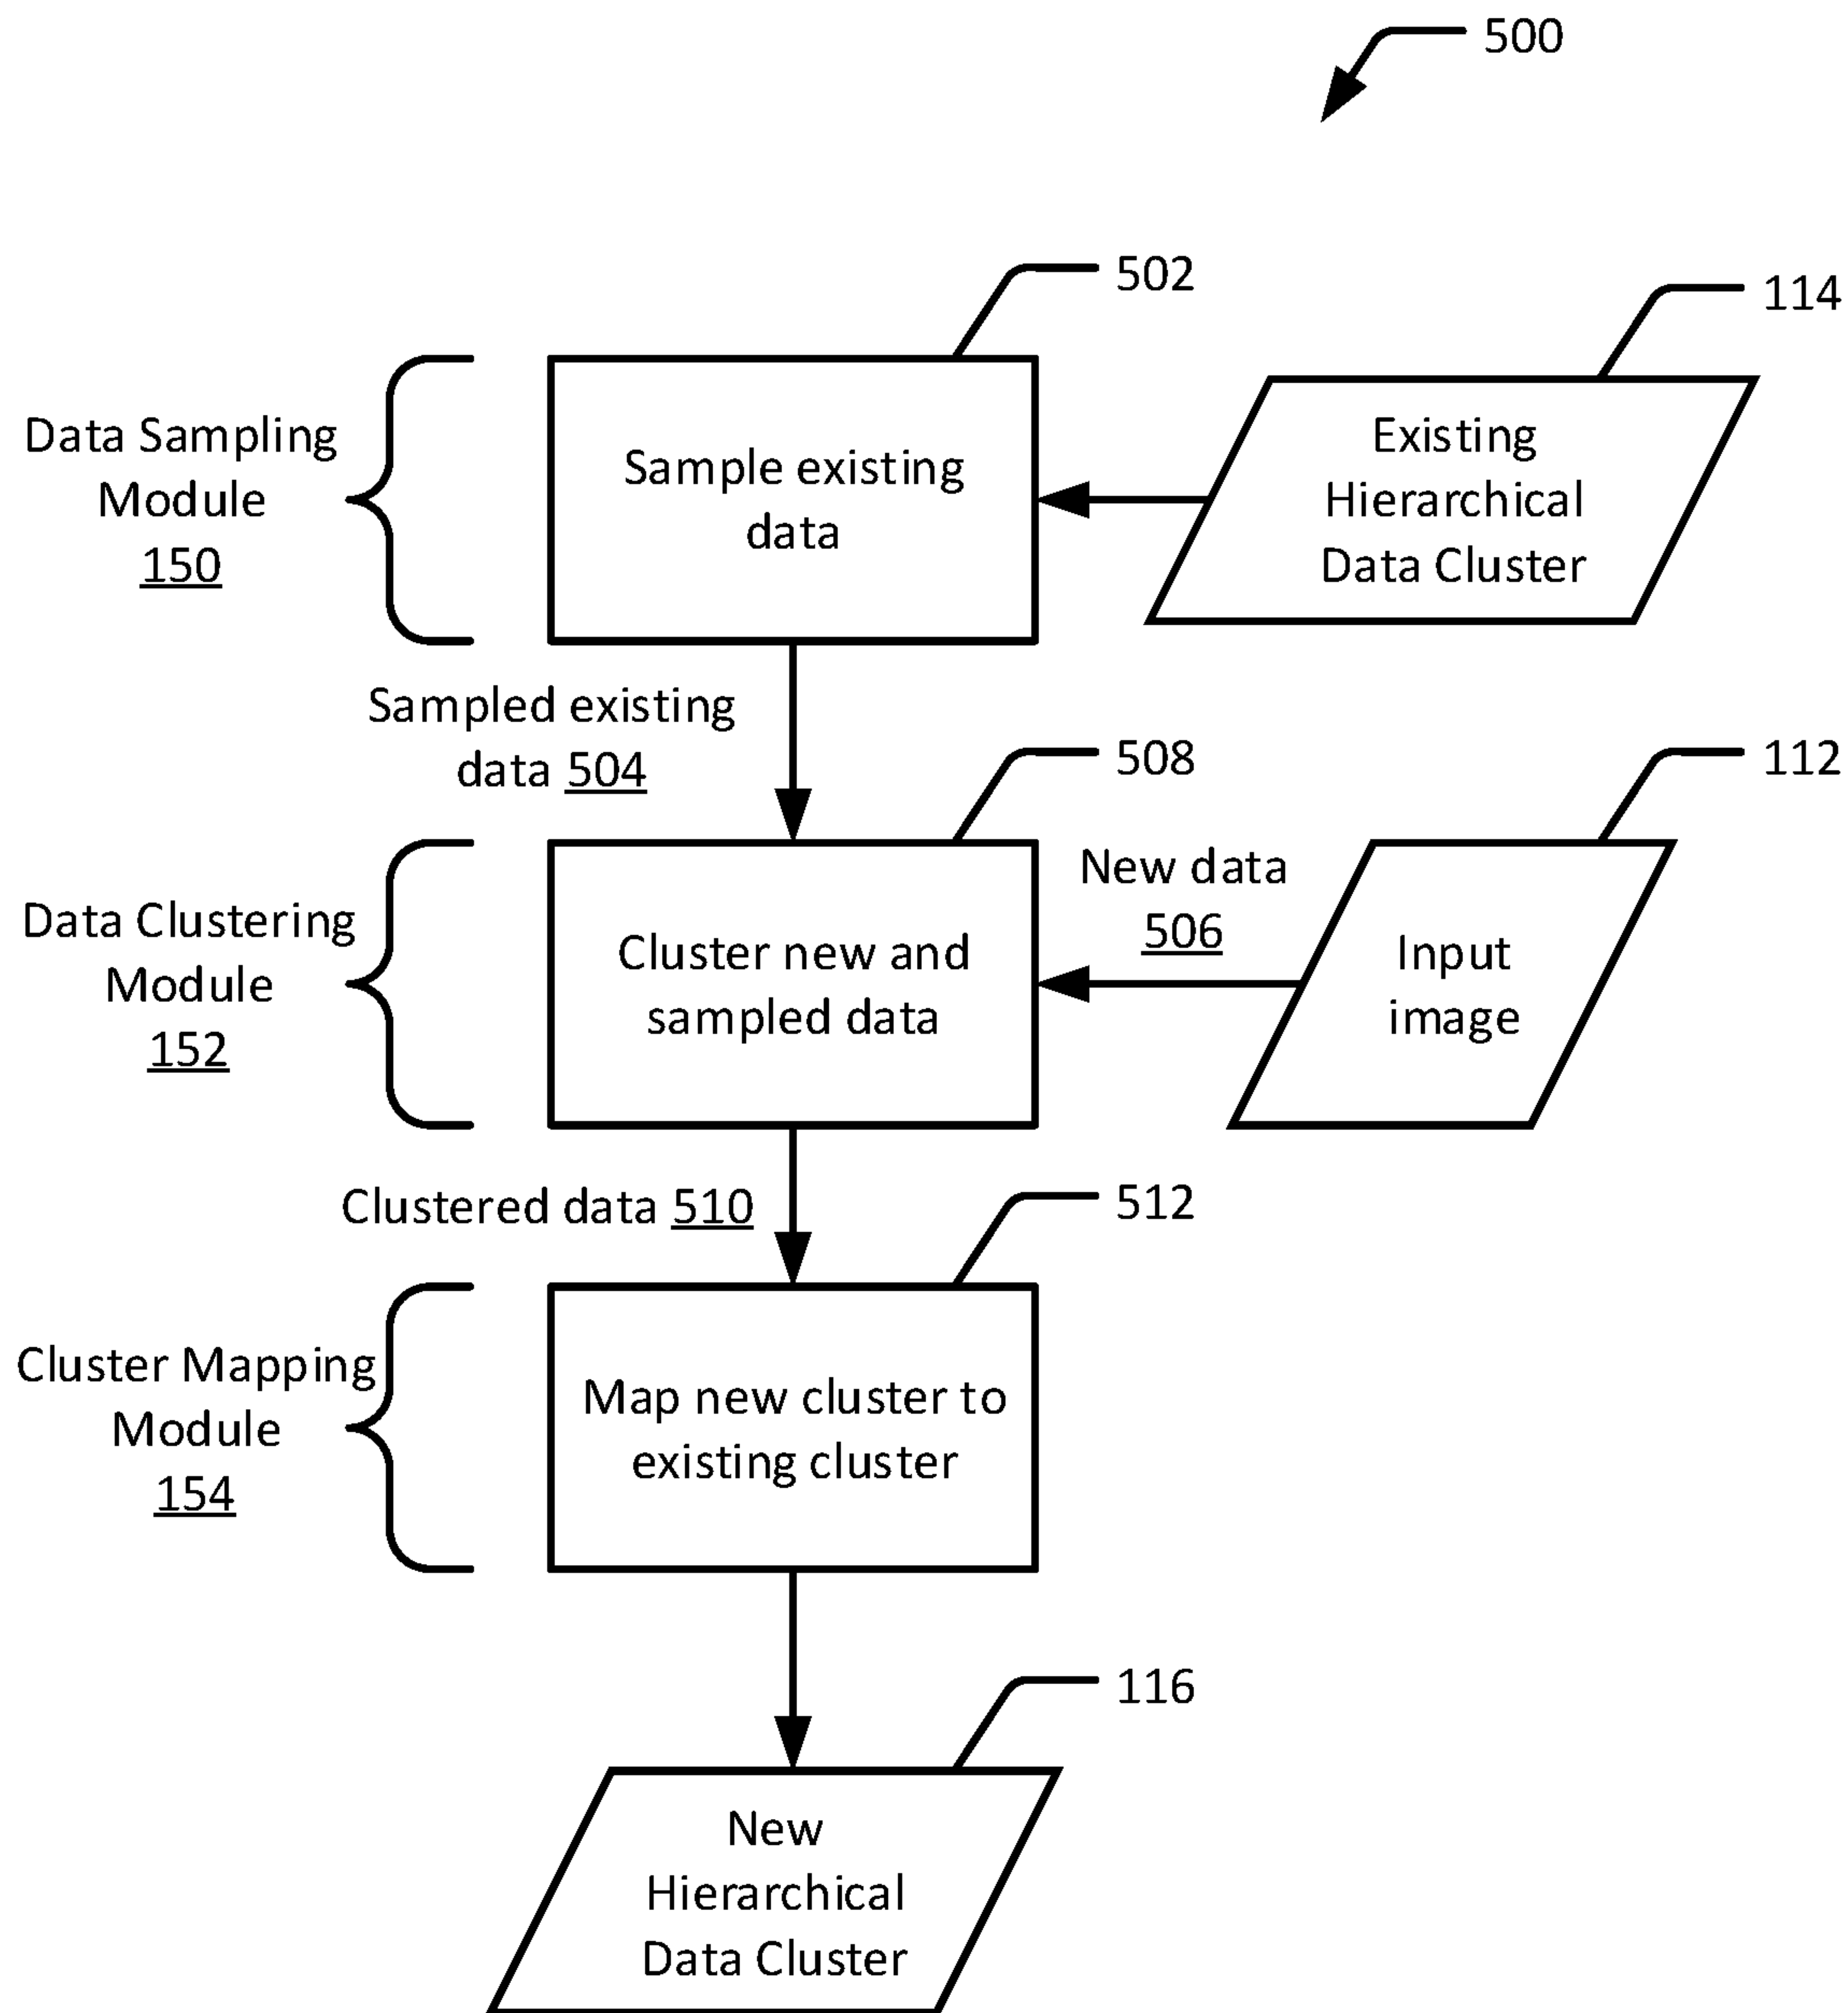 500
502
114
Data Sampling
Module
150
Sample existing
data
Existing
Hierarchical
Data Cluster
Sampled existing
data 504
508
112
Data Clustering
Module
152
Cluster new and
sampled data
New data
506
Input
image
Clustered data 510
512
Cluster Mapping
Module
154
Map new cluster to
existing cluster
116
New
Hierarchical
Data Cluster